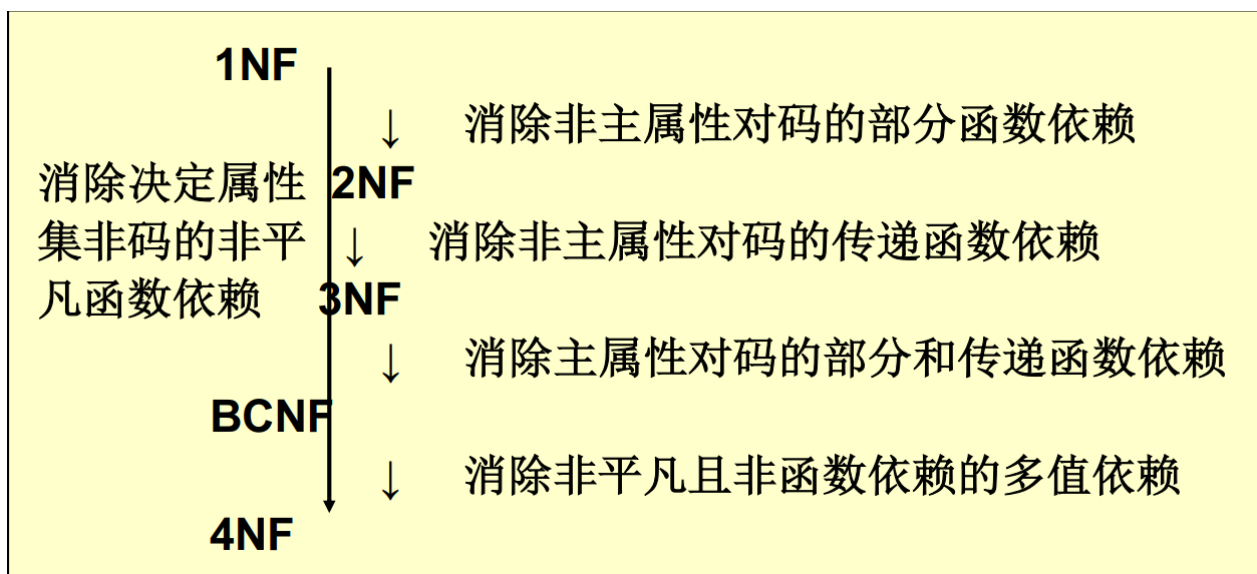 1NF
↓ 消除非主属性对码的部分函数依赖
消除决定属性 2NF
集非码的非平 ↓ 消除非主属性对码的传递函数依赖
凡函数依赖 3NF
↓ 消除主属性对码的部分和传递函数依赖
BCNF
↓ 消除非平凡且非函数依赖的多值依赖
4NF